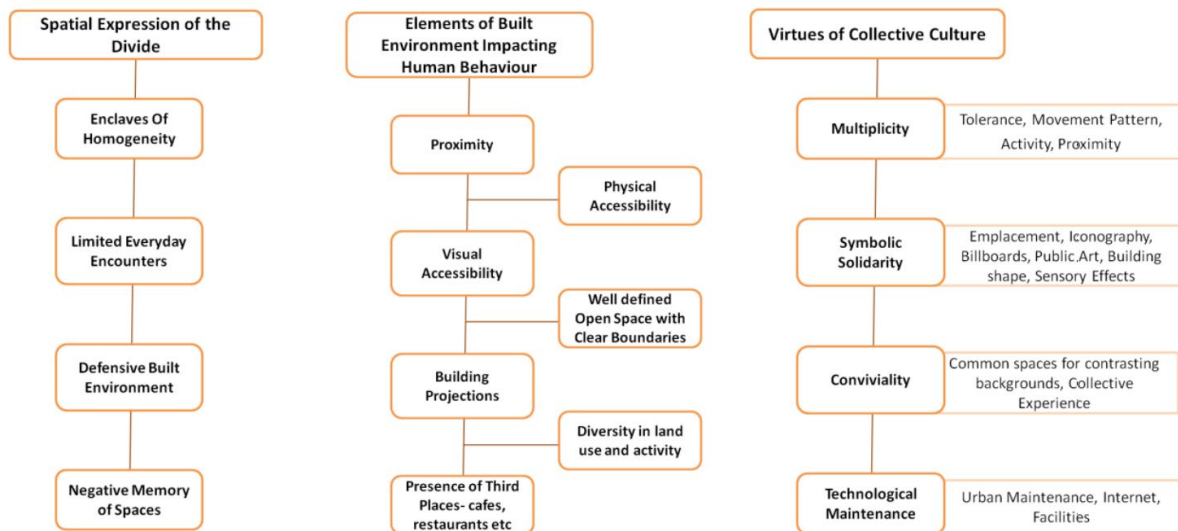 Spatial Expression of the
Divide
Enclaves Of
Homogeneity
Limited Everyday
Encounters
Defensive Built
Environment
Negative Memory
of Spaces
Elements of Built
Environment Impacting
Human Behaviour
Proximity
Physical
Accessibility
Visual
Accessibility
Well defined
Open Space with
Clear Boundaries
Building
Projections
Diversity in land
use and activity
Presence of Third
Places- cafes,
restaurants etc
Virtues of Collective Culture
Multiplicity
Tolerance, Movement Pattern,
Activity, Proximity
Symbolic
Solidarity
Emplacement, Iconography,
Billboards, Public Art, Building
shape, Sensory Effects
Conviviality
Common spaces for contrasting
backgrounds, Collective
Experience
Technological
Maintenance
Urban Maintenance, Internet,
Facilities